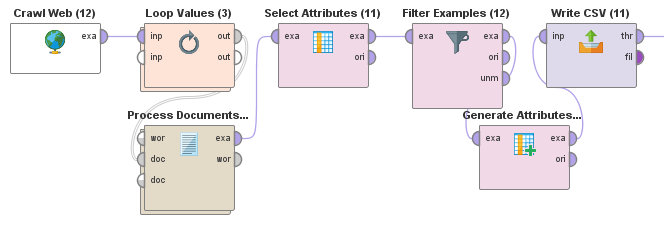 Crawl Web (12)
Loop Values (3)
Select Attributes (11)
Filter Examples (12)
Write CSV (11)
exa
inp out
inp out
exa exa
ori
exa exa
ori
unm
inp thr
fil
Process Documents...
wor exa
doc wor
doc
Generate Attributes...
exa exa
ori